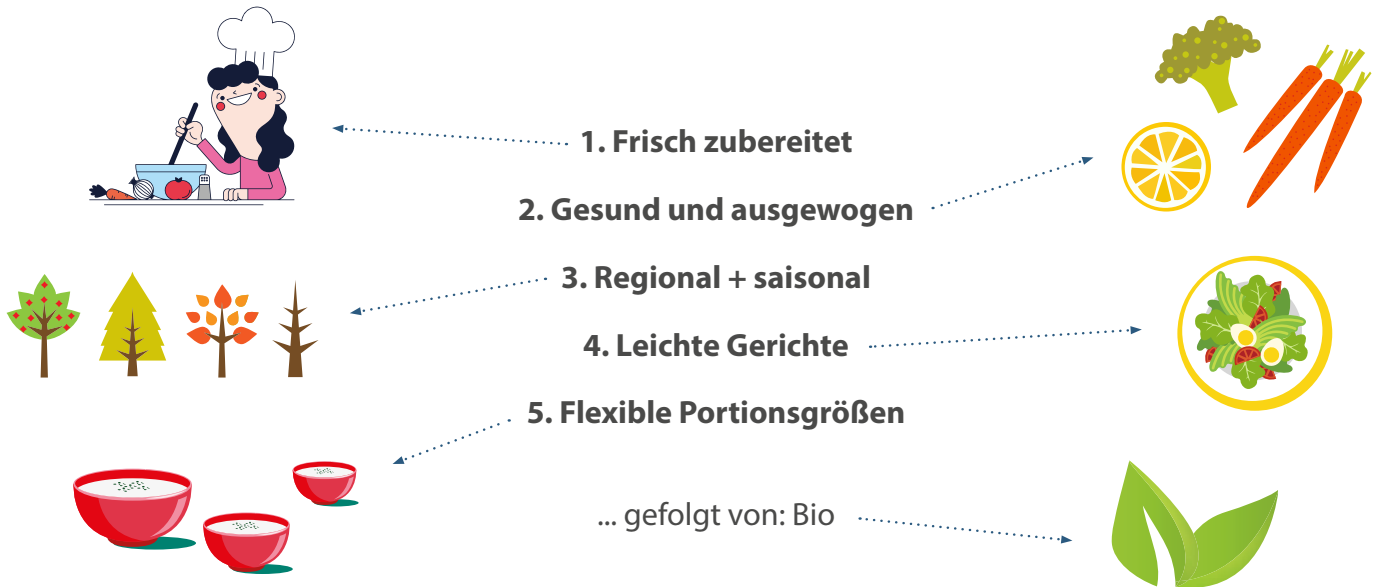 1. Frisch zubereitet
2. Gesund und ausgewogen
3. Regional + saisonal
4. Leichte Gerichte
5. Flexible Portionsgrößen
... gefolgt von: Bio